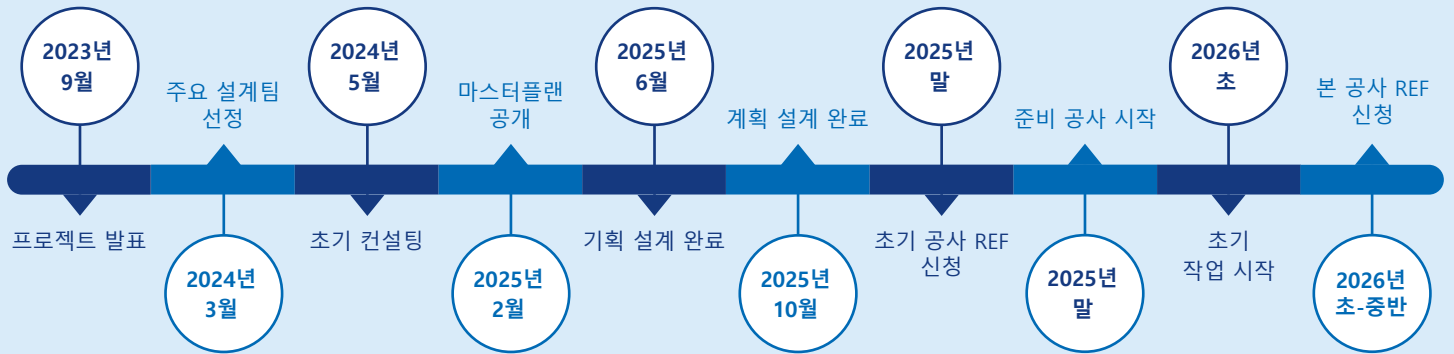 2023년
9월
프로젝트 발표
주요 설계팀
선정
2024년
3월
2024년
5월
초기 컨설팅
마스터플랜
공개
2025년
2월
2025년
6월
기획 설계 완료
계획 설계 완료
2025년
10월
2025년
말
초기 공사 REF
신청
준비 공사 시작
2025년
말
2026년
초
초기
작업 시작
본 공사 REF
신청
2026년
초-중반